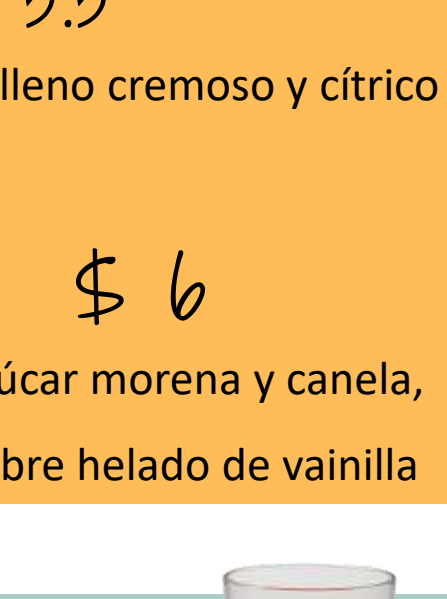 lleno cremoso y cítrico
$ 6
úcar morena y canela,
bre helado de vainilla